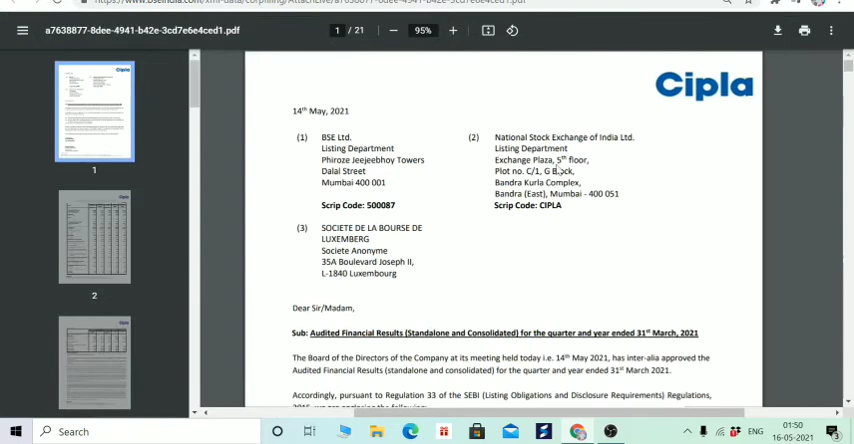 a7638877-8dee-4941-b42e-3cd7e6e4ced1.pdf
1 / 21
95%
Cipla
14th May, 2021
(1) BSE Ltd.
Listing Department
Phiroze Jeejeebhoy Towers
Dalal Street
Mumbai 400 001
Scrip Code: 500087
(2) National Stock Exchange of India Ltd.
Listing Department
Exchange Plaza, 5th floor,
Plot no. C/1, G Block,
Bandra Kurla Complex,
Bandra (East), Mumbai - 400 051
Scrip Code: CIPLA
(3) SOCIETE DE LA BOURSE DE
LUXEMBERG
Societe Anonyme
35A Boulevard Joseph II,
L-1840 Luxembourg
Dear Sir/Madam,
Sub: Audited Financial Results (Standalone and Consolidated) for the quarter and year ended 31st March, 2021
The Board of the Directors of the Company at its meeting held today i.e. 14th May 2021, has inter-alia approved the
Audited Financial Results (standalone and consolidated) for the quarter and year ended 31st March 2021.
Accordingly, pursuant to Regulation 33 of the SEBI (Listing Obligations and Disclosure Requirements) Regulations,
Cipla
1
2
Search
ENG
01:50
16-05-2021
3